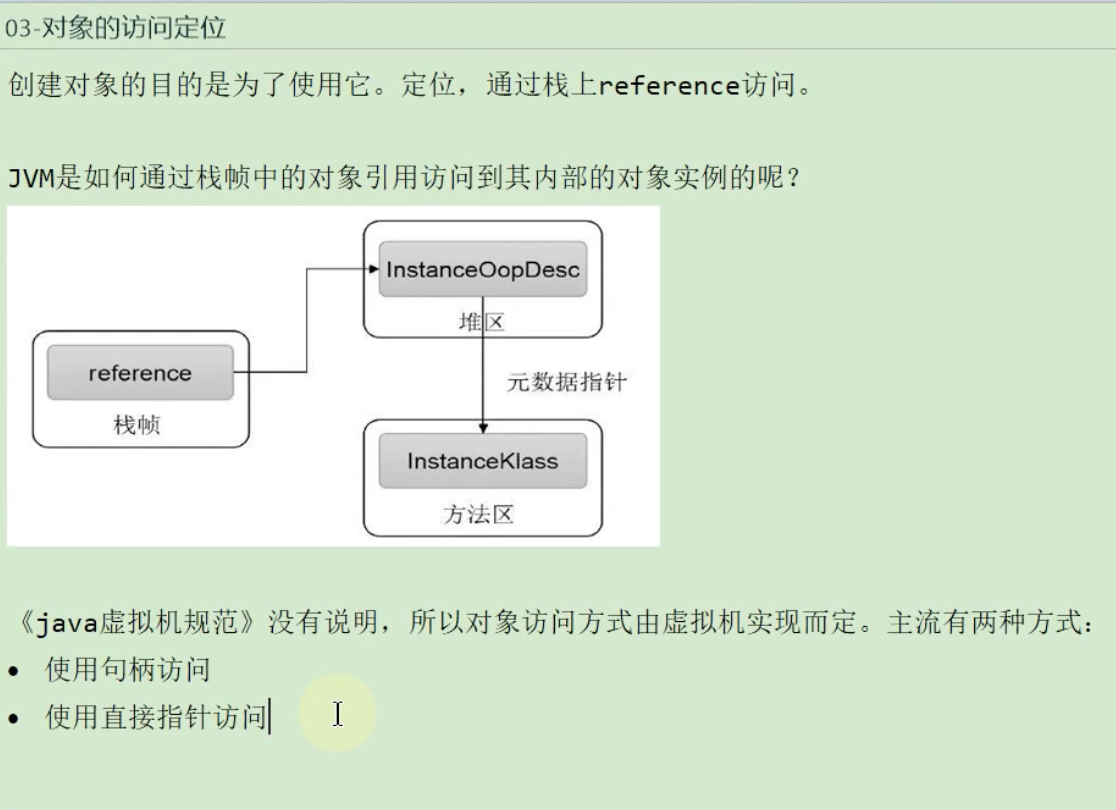 03-对象的访问定位
创建对象的目的是为了使用它。定位，通过栈上reference访问。
JVM是如何通过栈帧中的对象引用访问到其内部的对象实例的呢？
InstanceOopDesc
堆区
reference
栈帧
元数据指针
InstanceKlass
方法区
《java虚拟机规范》没有说明，所以对象访问方式由虚拟机实现而定。主流有两种方式：
• 使用句柄访问
• 使用直接指针访问